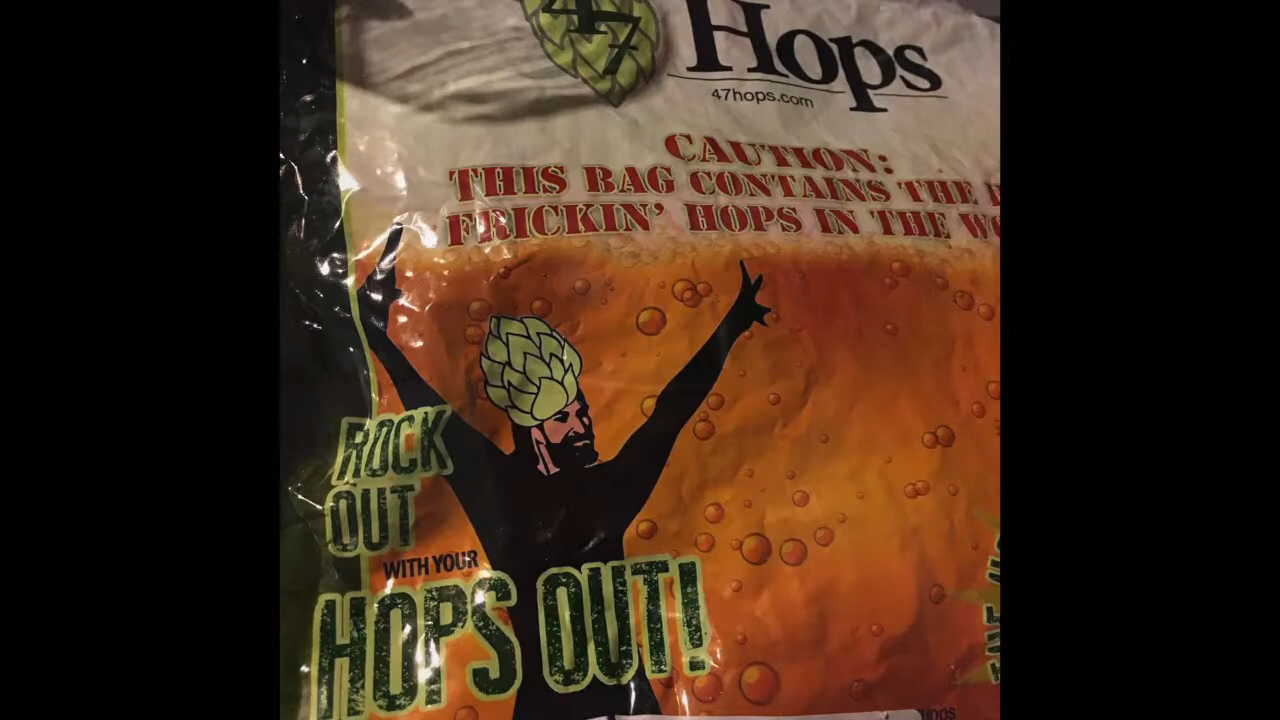 47
Hops
47hops.com
CAUTION:
THIS BAG CONTAINS THE
FRICKIN' HOPS IN THE
ROCK
OUT
WITH YOUR
HOPS OUT!